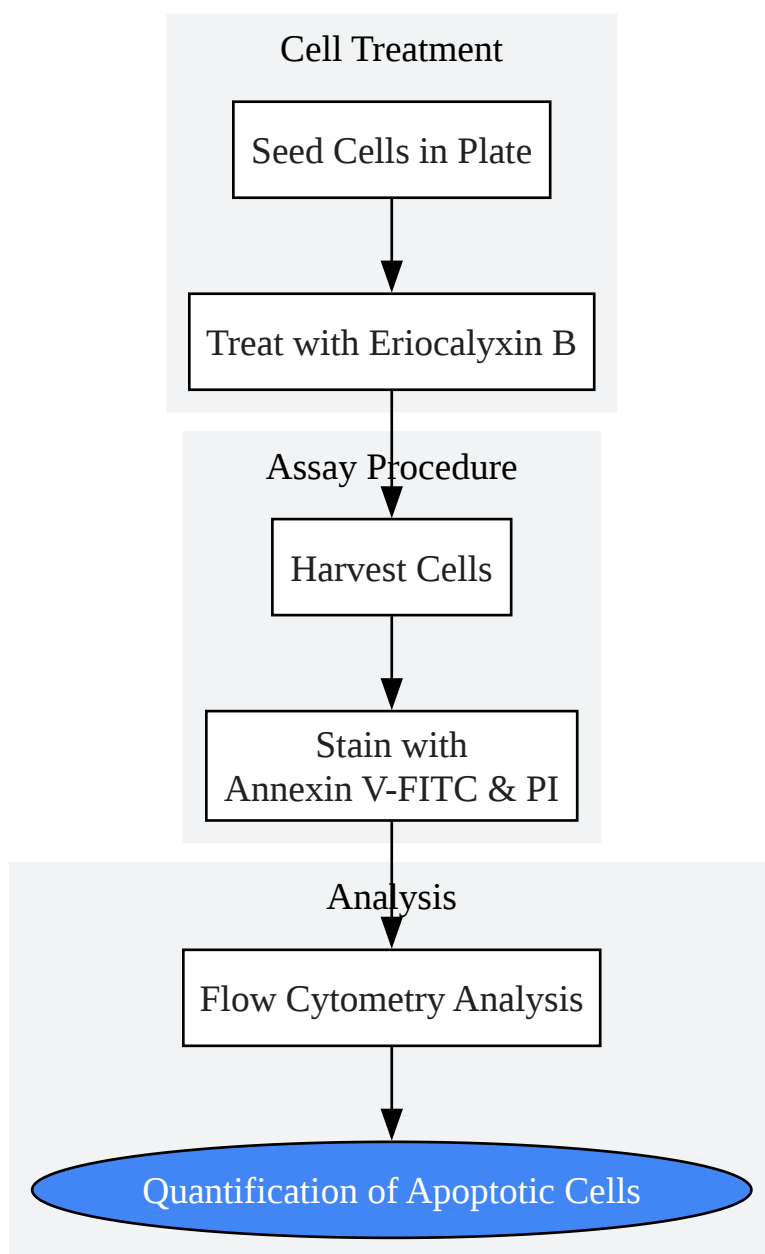 Cell Treatment
Seed Cells in Plate
Treat with Eriocalyxin B
Assay Procedure
Harvest Cells
Stain with
Annexin V-FITC & PI
Analysis
Flow Cytometry Analysis
Quantification of Apoptotic Cells